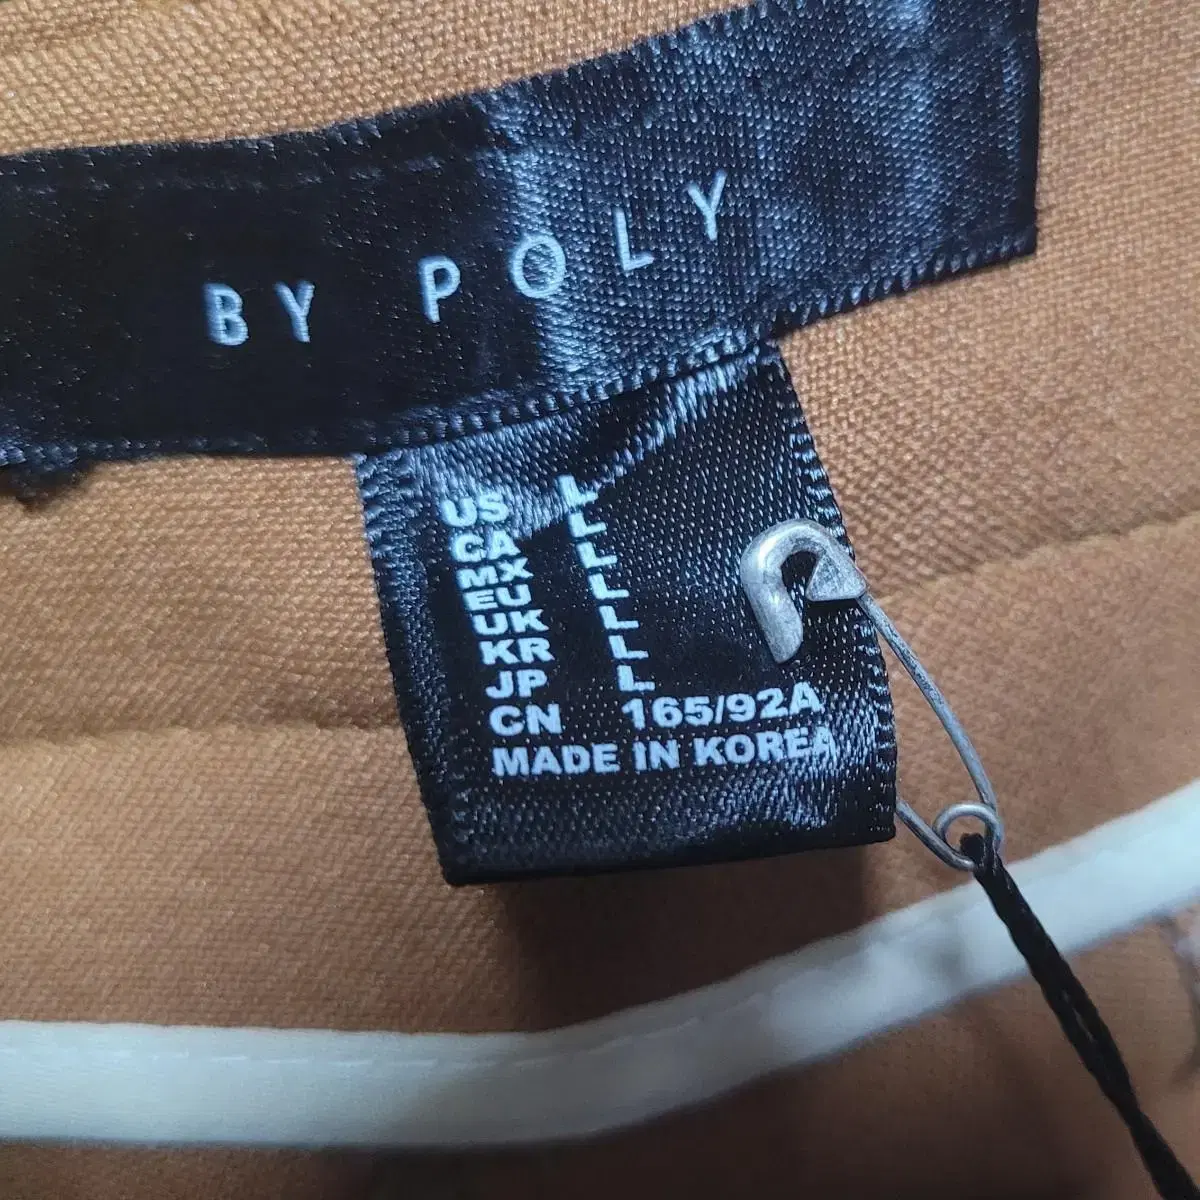 BY POLY
US L
CA L
MX L
EU L
UK L
KR L
JP L
CN 165/92A
MADE IN KOREA